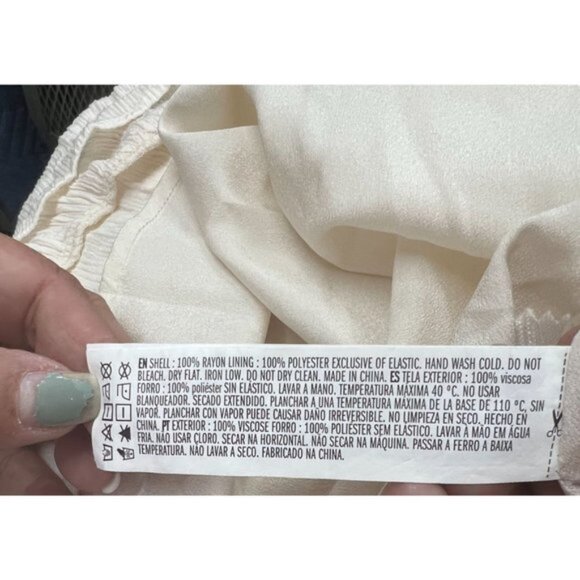 EN SHELL : 100% RAYON LINING : 100% POLYESTER EXCLUSIVE OF ELASTIC. HAND WASH COLD. DO NOT
BLEACH. DRY FLAT. IRON LOW. DO NOT DRY CLEAN. MADE IN CHINA. ES TELA EXTERIOR : 100% viscosa
FORRO : 100% poliéster SIN ELÁSTICO. LAVAR A MANO. TEMPERATURA MÁXIMA 40 °C. NO USAR
BLANQUEADOR. SECADO EXTENDIDO. PLANCHAR A UNA TEMPERATURA MÁXIMA DE LA BASE DE 110 °C, SIN
VAPOR. PLANCHAR CON VAPOR PUEDE CAUSAR DAÑO IRREVERSIBLE. NO LIMPIEZA EN SECO. HECHO EN
CHINA. PT EXTERIOR : 100% VISCOSE FORRO : 100% POLIÉSTER SEM ELASTICO. LAVAR À MÃO EM ÁGUA
FRIA. NÃO USAR CLORO. SECAR NA HORIZONTAL. NÃO SECAR NA MÁQUINA. PASSAR A FERRO A BAIXA
TEMPERATURA. NÃO LAVAR A SECO. FABRICADO NA CHINA.